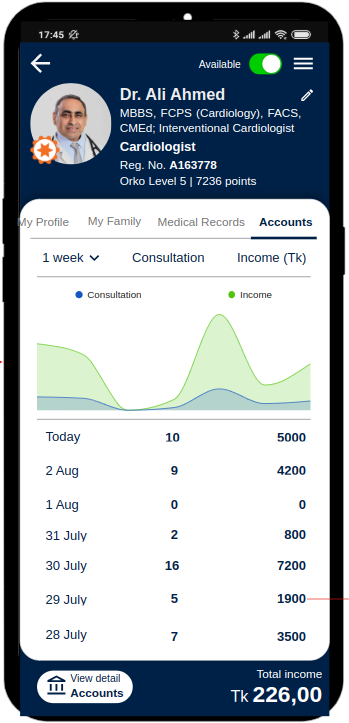 17:45
Available
Dr. Ali Ahmed
MBBS, FCPS (Cardiology), FACS,
CMEd; Interventional Cardiologist
Cardiologist
Reg. No. A163778
Orko Level 5 | 7236 points
My Profile My Family Medical Records Accounts
1 week Consultation Income (Tk)
Consultation Income
Today 10 5000
2 Aug 9 4200
1 Aug 0 0
31 July 2 800
30 July 16 7200
29 July 5 1900
28 July 7 3500
View detail
Accounts
Total income
Tk 226,00